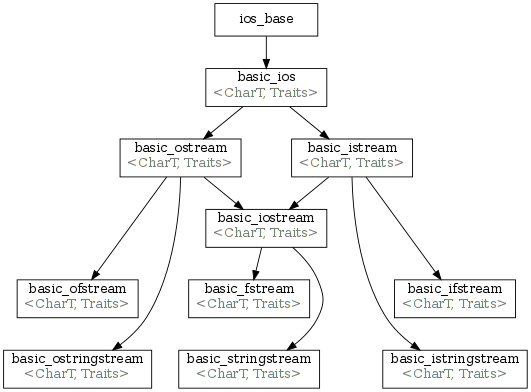 ios_base
basic_ios
<CharT, Traits>
basic_ostream
<CharT, Traits>
basic_istream
<CharT, Traits>
basic_iostream
<CharT, Traits>
basic_ofstream
<CharT, Traits>
basic_fstream
<CharT, Traits>
basic_ifstream
<CharT, Traits>
basic_ostringstream
<CharT, Traits>
basic_stringstream
<CharT, Traits>
basic_istringstream
<CharT, Traits>